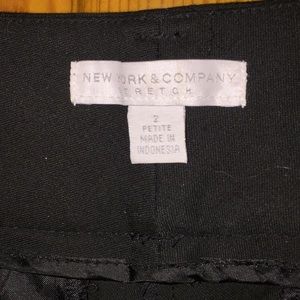 NEW YORK & COMPANY
STRETCH
2
PETITE
MADE IN
INDONESIA